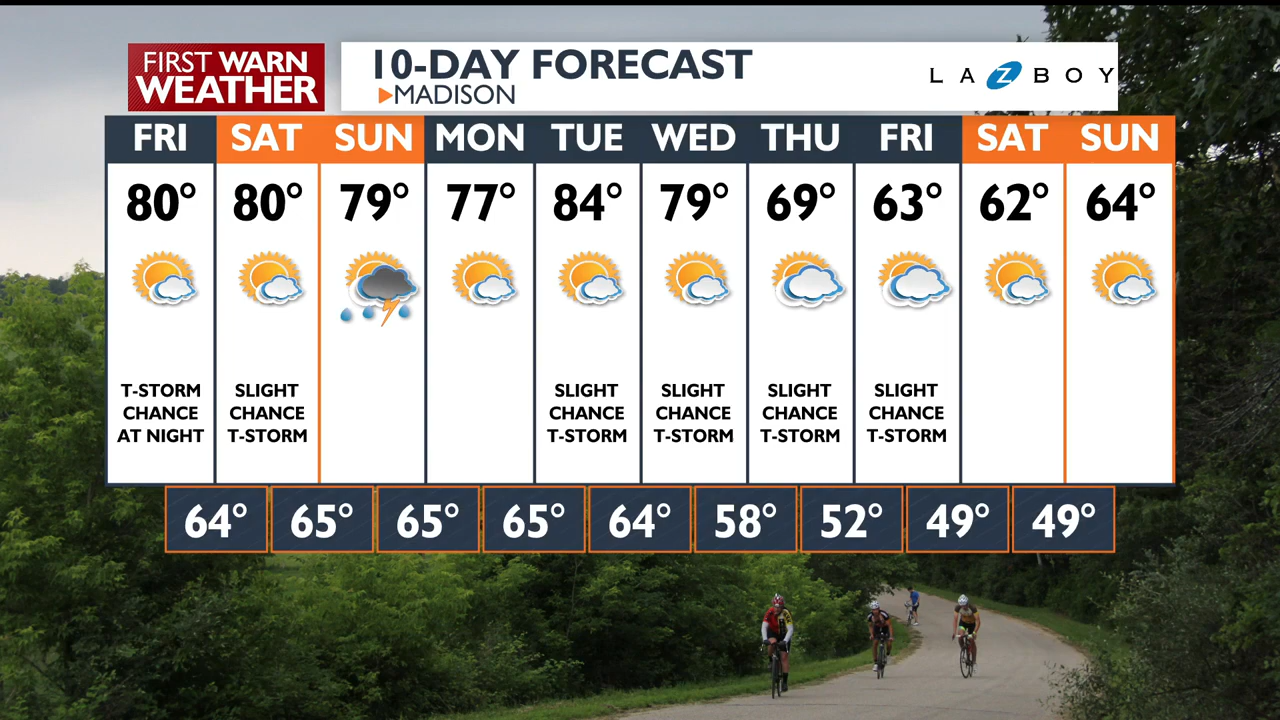 FIRST WARN
WEATHER
10-DAY FORECAST
MADISON
LA Z BOY
FRI SAT SUN MON TUE WED THU FRI SAT SUN
80° 80° 79° 77° 84° 79° 69° 63° 62° 64°
T-STORM
CHANCE
AT NIGHT
SLIGHT
CHANCE
T-STORM
SLIGHT
CHANCE
T-STORM
SLIGHT
CHANCE
T-STORM
SLIGHT
CHANCE
T-STORM
SLIGHT
CHANCE
T-STORM
64° 65° 65° 65° 64° 58° 52° 49° 49°